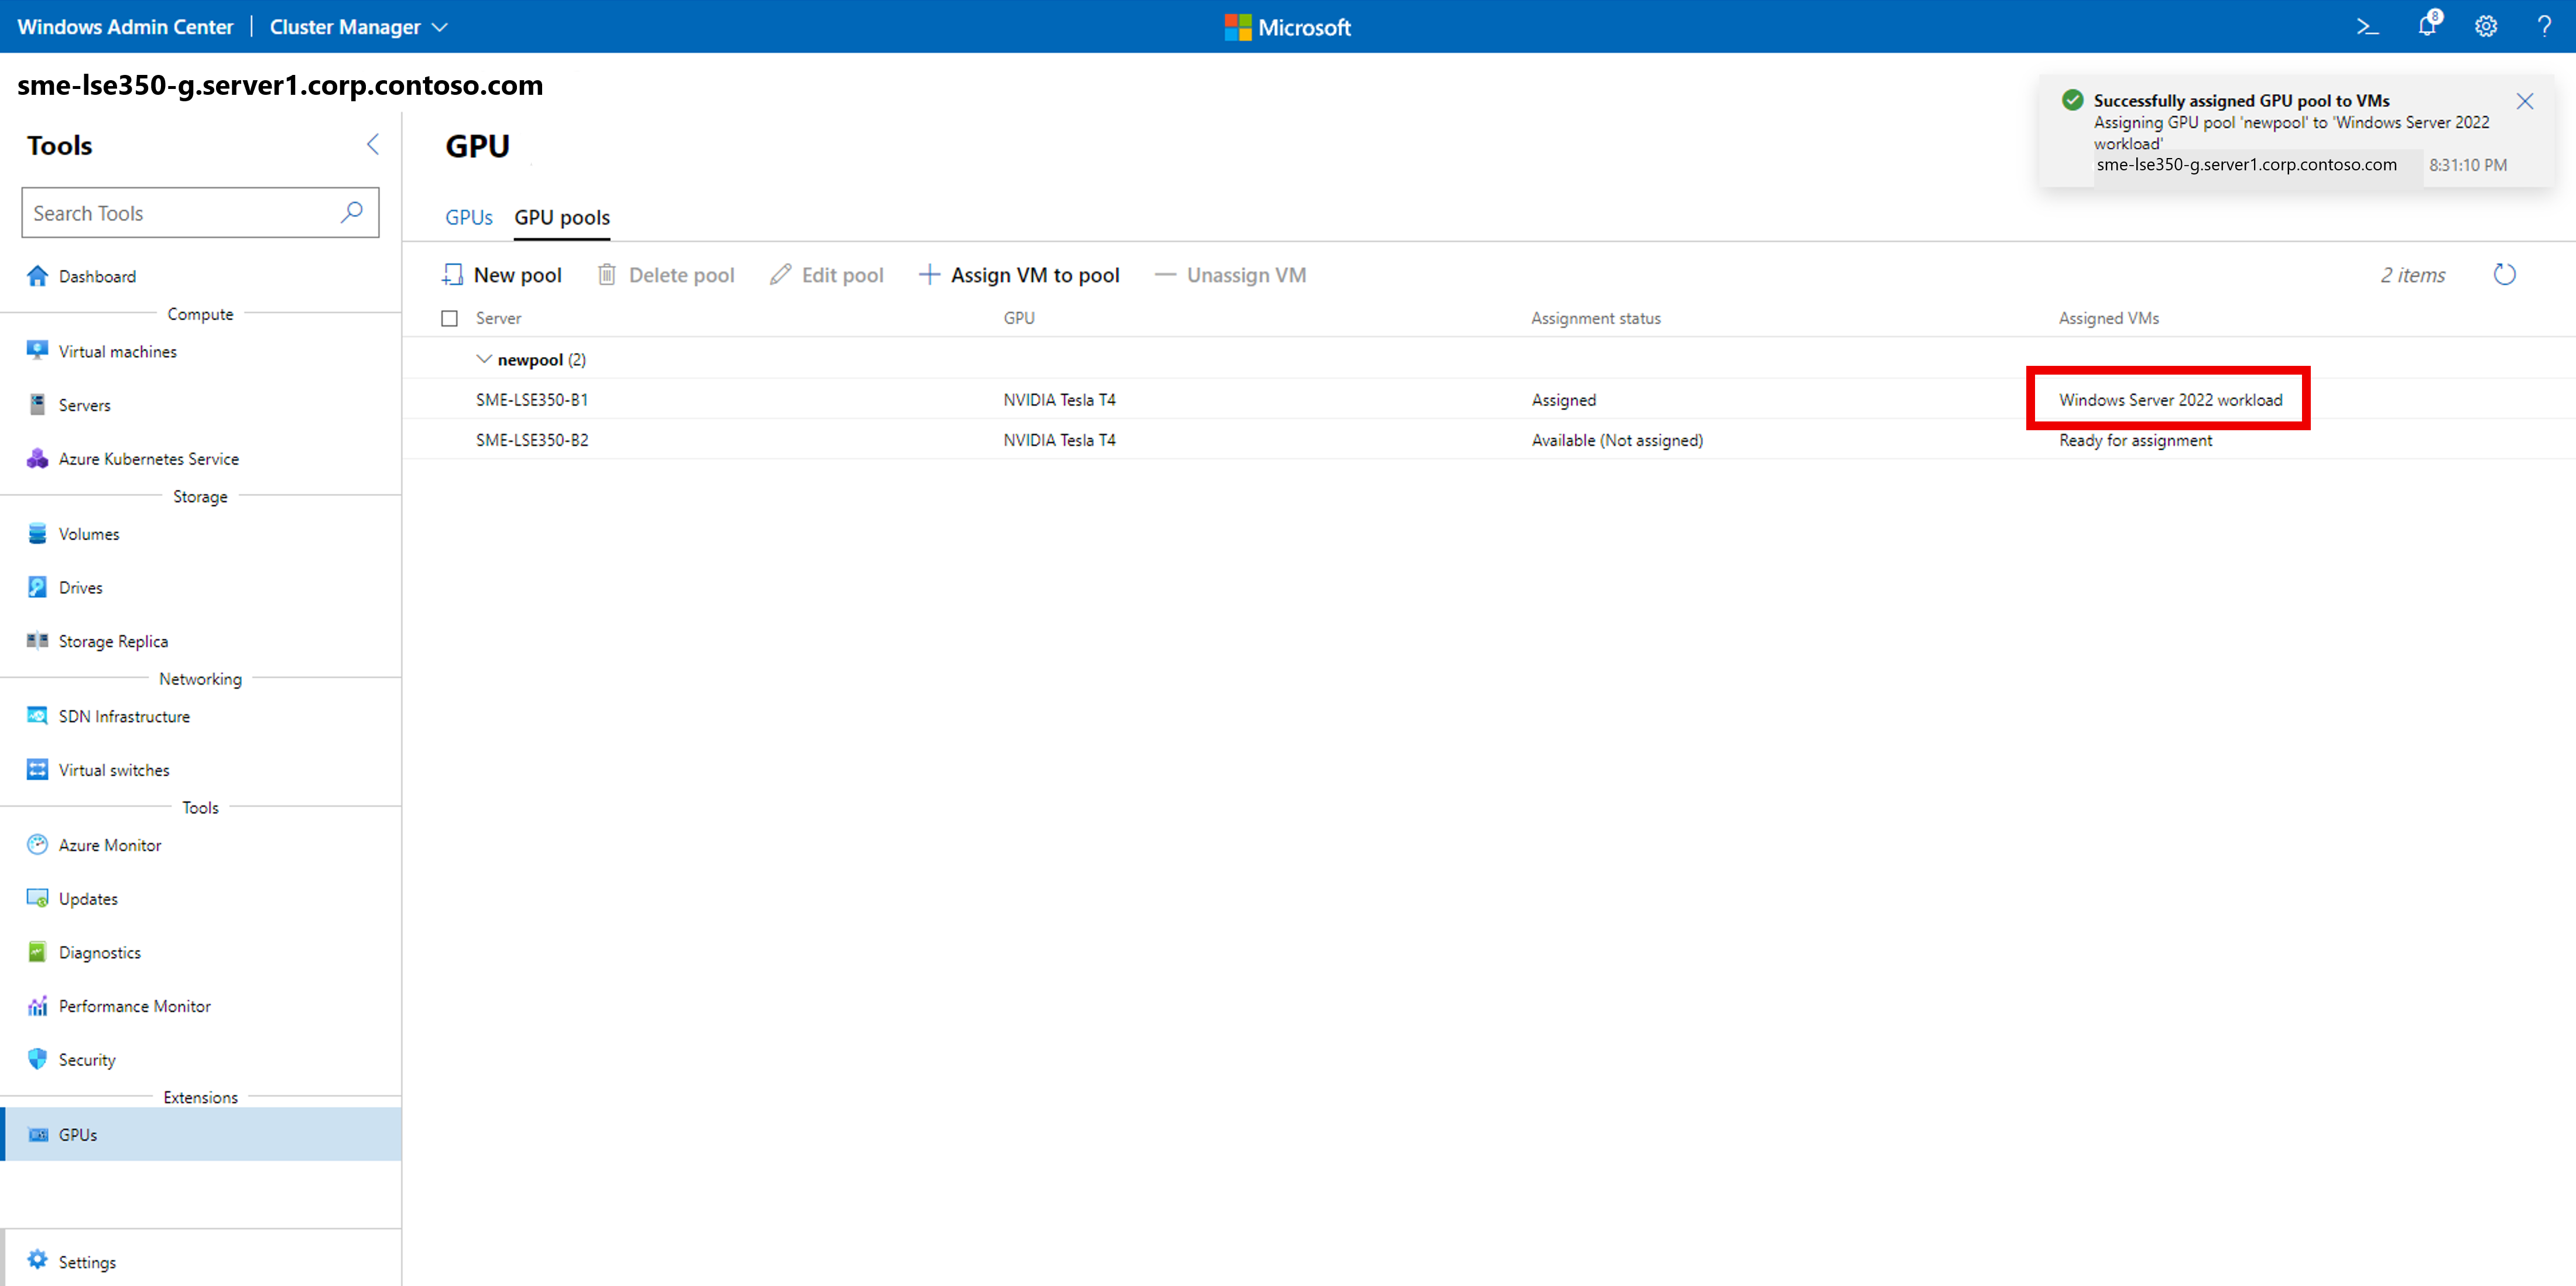 Windows Admin Center | Cluster Manager
Microsoft
8
sme-lse350-g.server1.corp.contoso.com
Successfully assigned GPU pool to VMs
Assigning GPU pool 'newpool' to 'Windows Server 2022
workload'
sme-lse350-g.server1.corp.contoso.com 8:31:10 PM
Tools
Search Tools
Dashboard
Compute
Virtual machines
Servers
Azure Kubernetes Service
Storage
Volumes
Drives
Storage Replica
Networking
SDN Infrastructure
Virtual switches
Tools
Azure Monitor
Updates
Diagnostics
Performance Monitor
Security
Extensions
GPUs
Settings
GPU
GPUs GPU pools
New pool Delete pool Edit pool Assign VM to pool Unassign VM 2 items
Server GPU Assignment status Assigned VMs
newpool (2)
SME-LSE350-B1 NVIDIA Tesla T4 Assigned Windows Server 2022 workload
SME-LSE350-B2 NVIDIA Tesla T4 Available (Not assigned) Ready for assignment